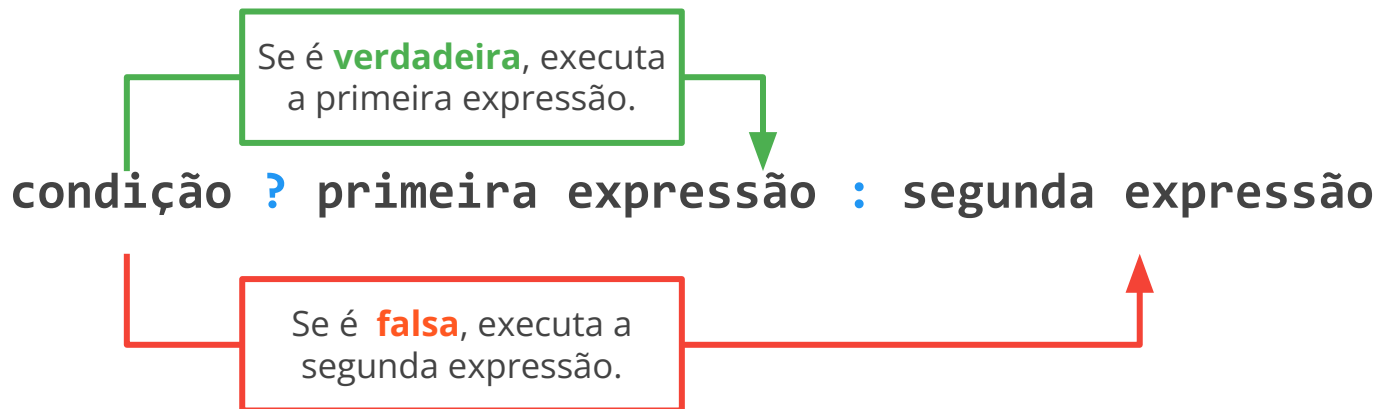 Se é verdadeira, executa
a primeira expressão.
condição ? primeira expressão : segunda expressão
Se é falsa, executa a
segunda expressão.